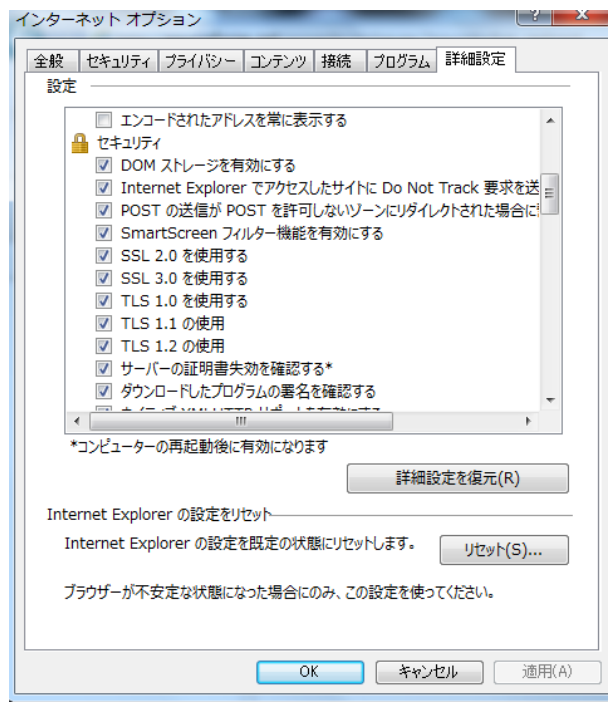 インターネット オプション
全般 セキュリティ プライバシー コンテンツ 接続 プログラム 詳細設定
設定
エンコードされたアドレスを常に表示する
セキュリティ
DOM ストレージを有効にする
Internet Explorer でアクセスしたサイトに Do Not Track 要求を送
POST の送信が POST を許可しないゾーンにリダイレクトされた場合に
SmartScreen フィルター機能を有効にする
SSL 2.0 を使用する
SSL 3.0 を使用する
TLS 1.0 を使用する
TLS 1.1 の使用
TLS 1.2 の使用
サーバーの証明書失効を確認する*
ダウンロードしたプログラムの署名を確認する
*コンピューターの再起動後に有効になります
詳細設定を復元(R)
Internet Explorer の設定をリセット
Internet Explorer の設定を既定の状態にリセットします。
リセット(S)...
ブラウザーが不安定な状態になった場合にのみ、この設定を使ってください。
OK キャンセル 適用(A)